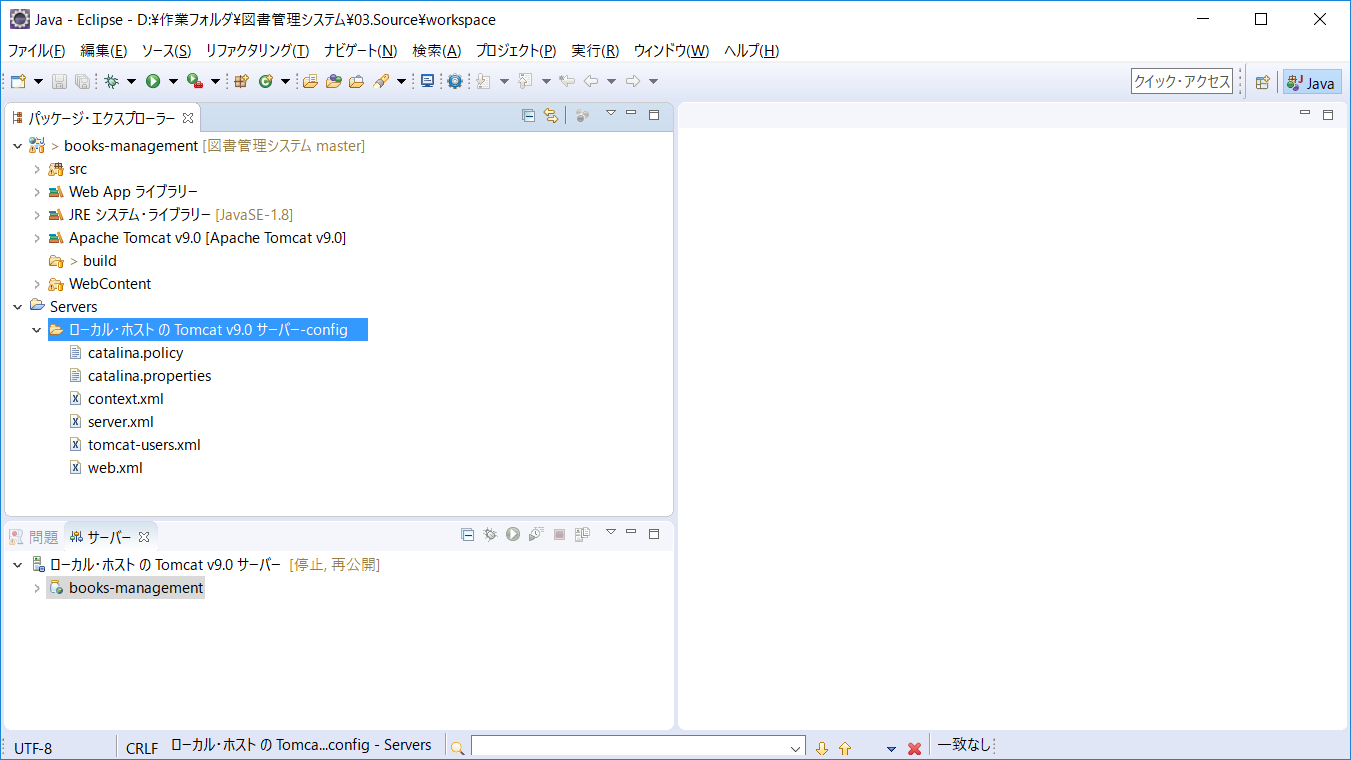 Java - Eclipse - D:¥作業フォルダ¥図書管理システム¥03.Source¥workspace
ファイル(F) 編集(E) ソース(S) リファクタリング(T) ナビゲート(N) 検索(A) プロジェクト(P) 実行(R) ウィンドウ(W) ヘルプ(H)
クイック・アクセス Java
パッケージ・エクスプローラー
> books-management [図書管理システム master]
src
Web App ライブラリー
JRE システム・ライブラリー [JavaSE-1.8]
Apache Tomcat v9.0 [Apache Tomcat v9.0]
> build
WebContent
Servers
ローカル・ホスト の Tomcat v9.0 サーバー-config
catalina.policy
catalina.properties
context.xml
server.xml
tomcat-users.xml
web.xml
問題 サーバー
ローカル・ホスト の Tomcat v9.0 サーバー [停止, 再公開]
books-management
UTF-8 CRLF ローカル・ホスト の Tomca...config - Servers 一致なし